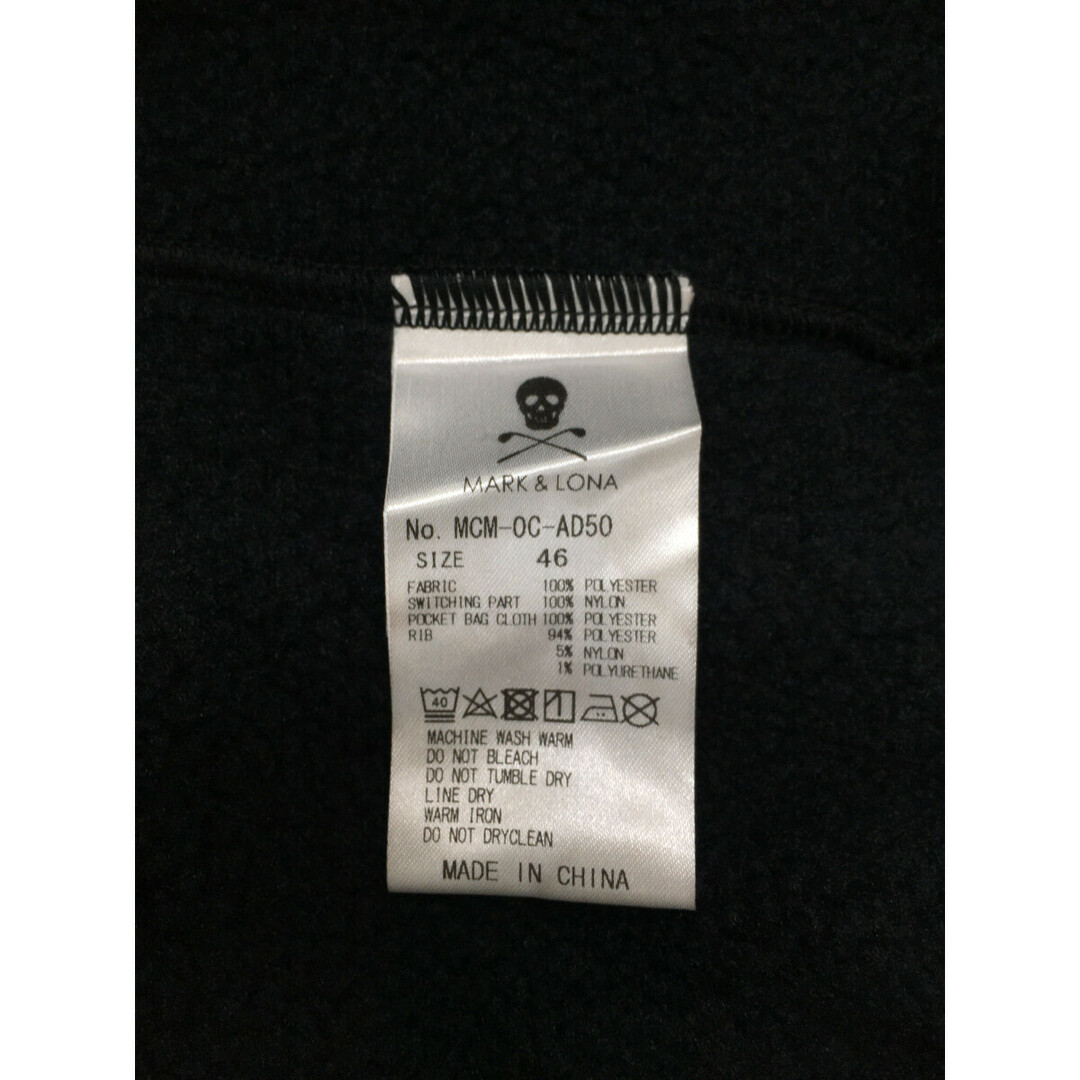 MARK & LONA
No. MCM-OC-AD50
SIZE 46
FABRIC 100% POLYESTER
SWITCHING PART 100% NYLON
POCKET BAG CLOTH 100% POLYESTER
RIB 94% POLYESTER
5% NYLON
1% POLYURETHANE
40
MACHINE WASH WARM
DO NOT BLEACH
DO NOT TUMBLE DRY
LINE DRY
WARM IRON
DO NOT DRYCLEAN
MADE IN CHINA